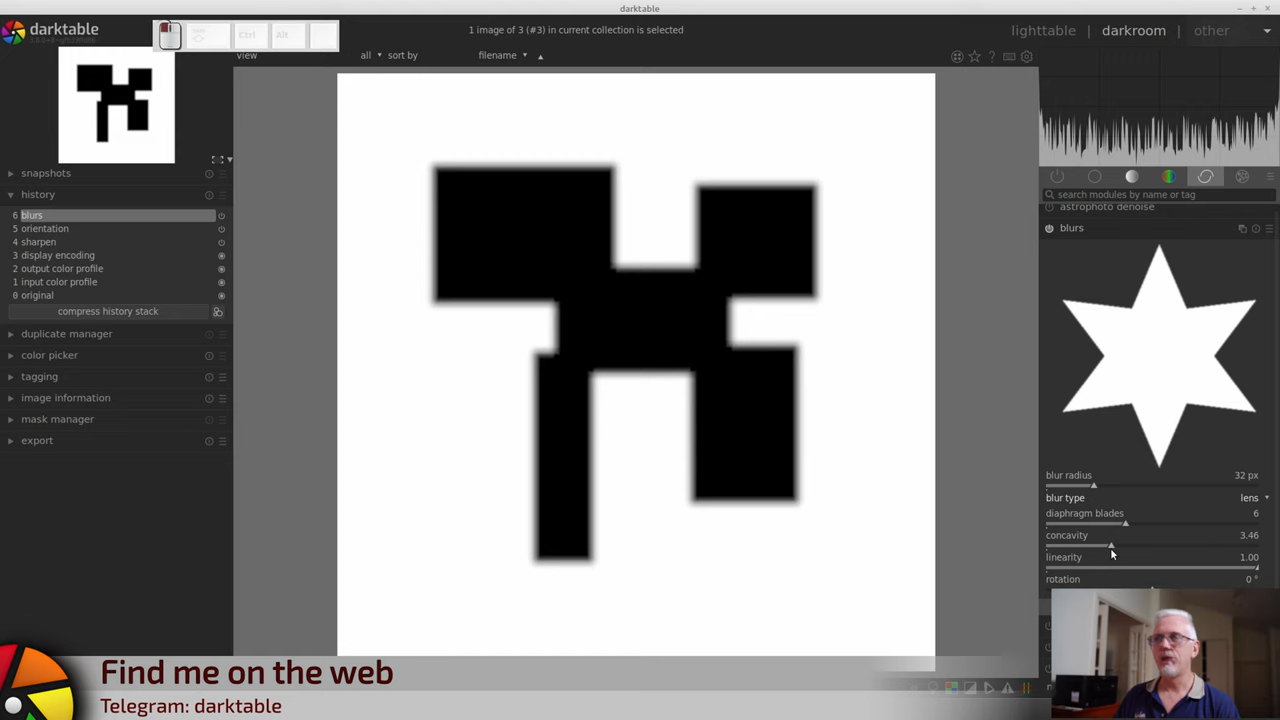 darktable
darktable
Ctrl
Alt
1 image of 3 (#3) in current collection is selected
lighttable | darkroom | other
view
all sort by filename
snapshots
history
6 blurs
5 orientation
4 sharpen
3 display encoding
2 output color profile
1 input color profile
0 original
compress history stack
duplicate manager
color picker
tagging
image information
mask manager
export
search modules by name or tag
astrophoto denoise
blurs
blur radius 32 px
blur type lens
diaphragm blades 6
concavity 3.46
linearity 1.00
rotation 0 °
Find me on the web
Telegram: darktable